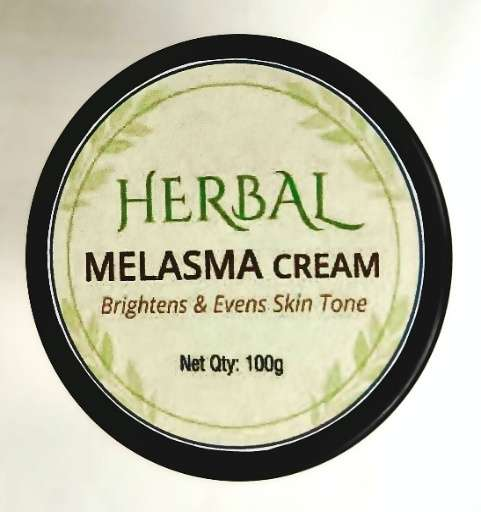 HERBAL
MELASMA CREAM
Brightens & Evens Skin Tone
Net Qty: 100g